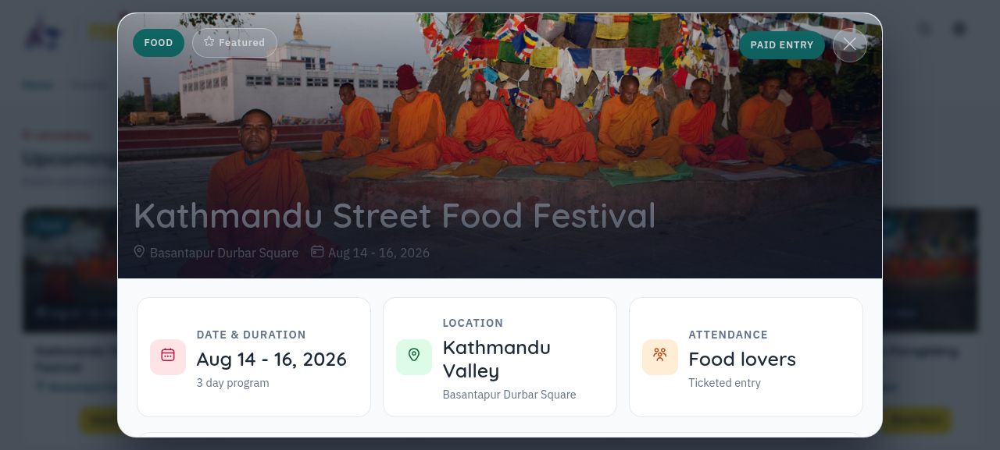 FOOD
Featured
PAID ENTRY
Kathmandu Street Food Festival
Basantapur Durbar Square
Aug 14 - 16, 2026
DATE & DURATION
Aug 14 - 16, 2026
3 day program
LOCATION
Kathmandu
Valley
Basantapur Durbar Square
ATTENDANCE
Food lovers
Ticketed entry